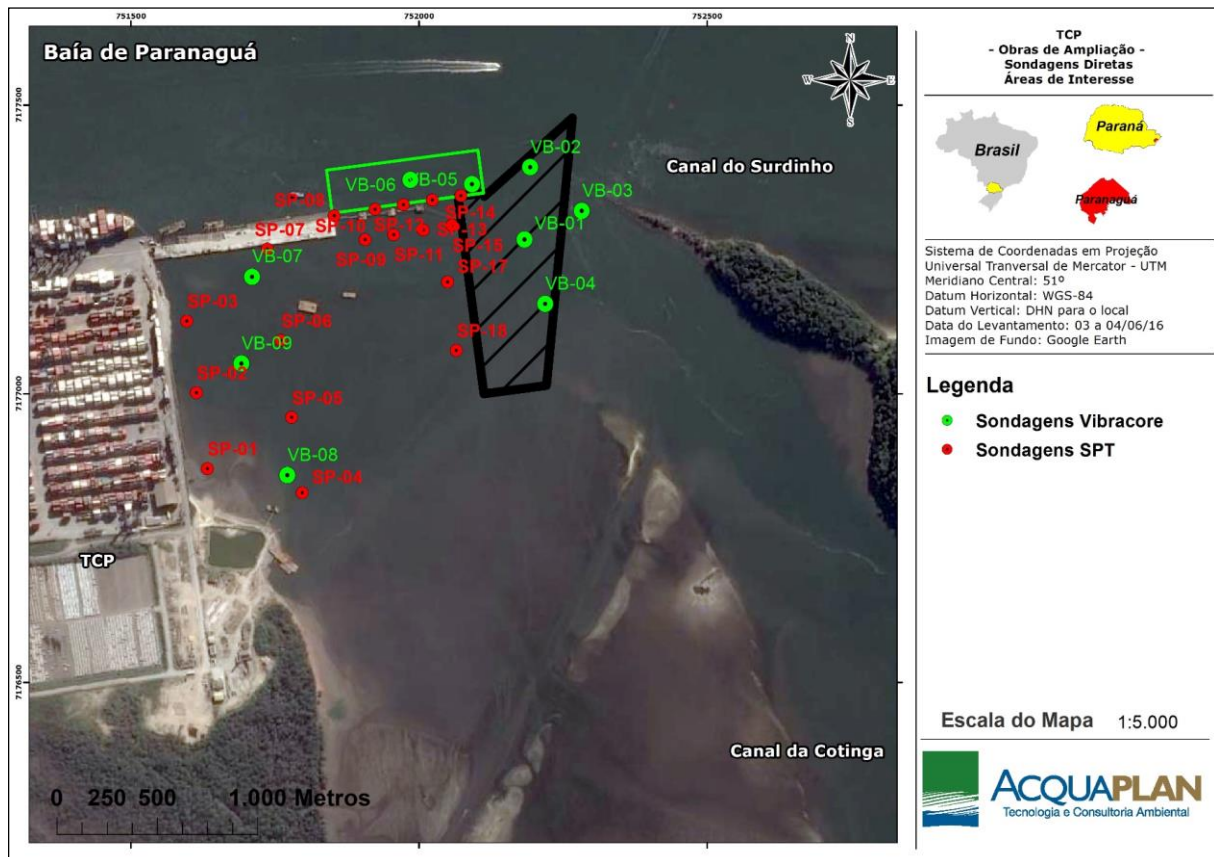 751500 752000 752500
7177500
7177000
7176500
Baía de Paranaguá
N
W E
S
Canal do Surdinho
VB-02
VB-06 VB-05
VB-03
SP-08
SP-10 SP-12 SP-14
SP-13
VB-01
SP-07
SP-09 SP-11 SP-15
VB-07
SP-17
VB-04
SP-03
SP-06
SP-18
VB-09
SP-02
SP-05
SP-01
VB-08
SP-04
TCP
Canal da Cotinga
0 250 500 1.000 Metros
TCP
- Obras de Ampliação -
Sondagens Diretas
Áreas de Interesse
Brasil
Paraná
Paranaguá
Sistema de Coordenadas em Projeção
Universal Tranversal de Mercator - UTM
Meridiano Central: 51º
Datum Horizontal: WGS-84
Datum Vertical: DHN para o local
Data do Levantamento: 03 a 04/06/16
Imagem de Fundo: Google Earth
Legenda
Sondagens Vibracore
Sondagens SPT
Escala do Mapa 1:5.000
ACQUAPLAN
Tecnologia e Consultoria Ambiental